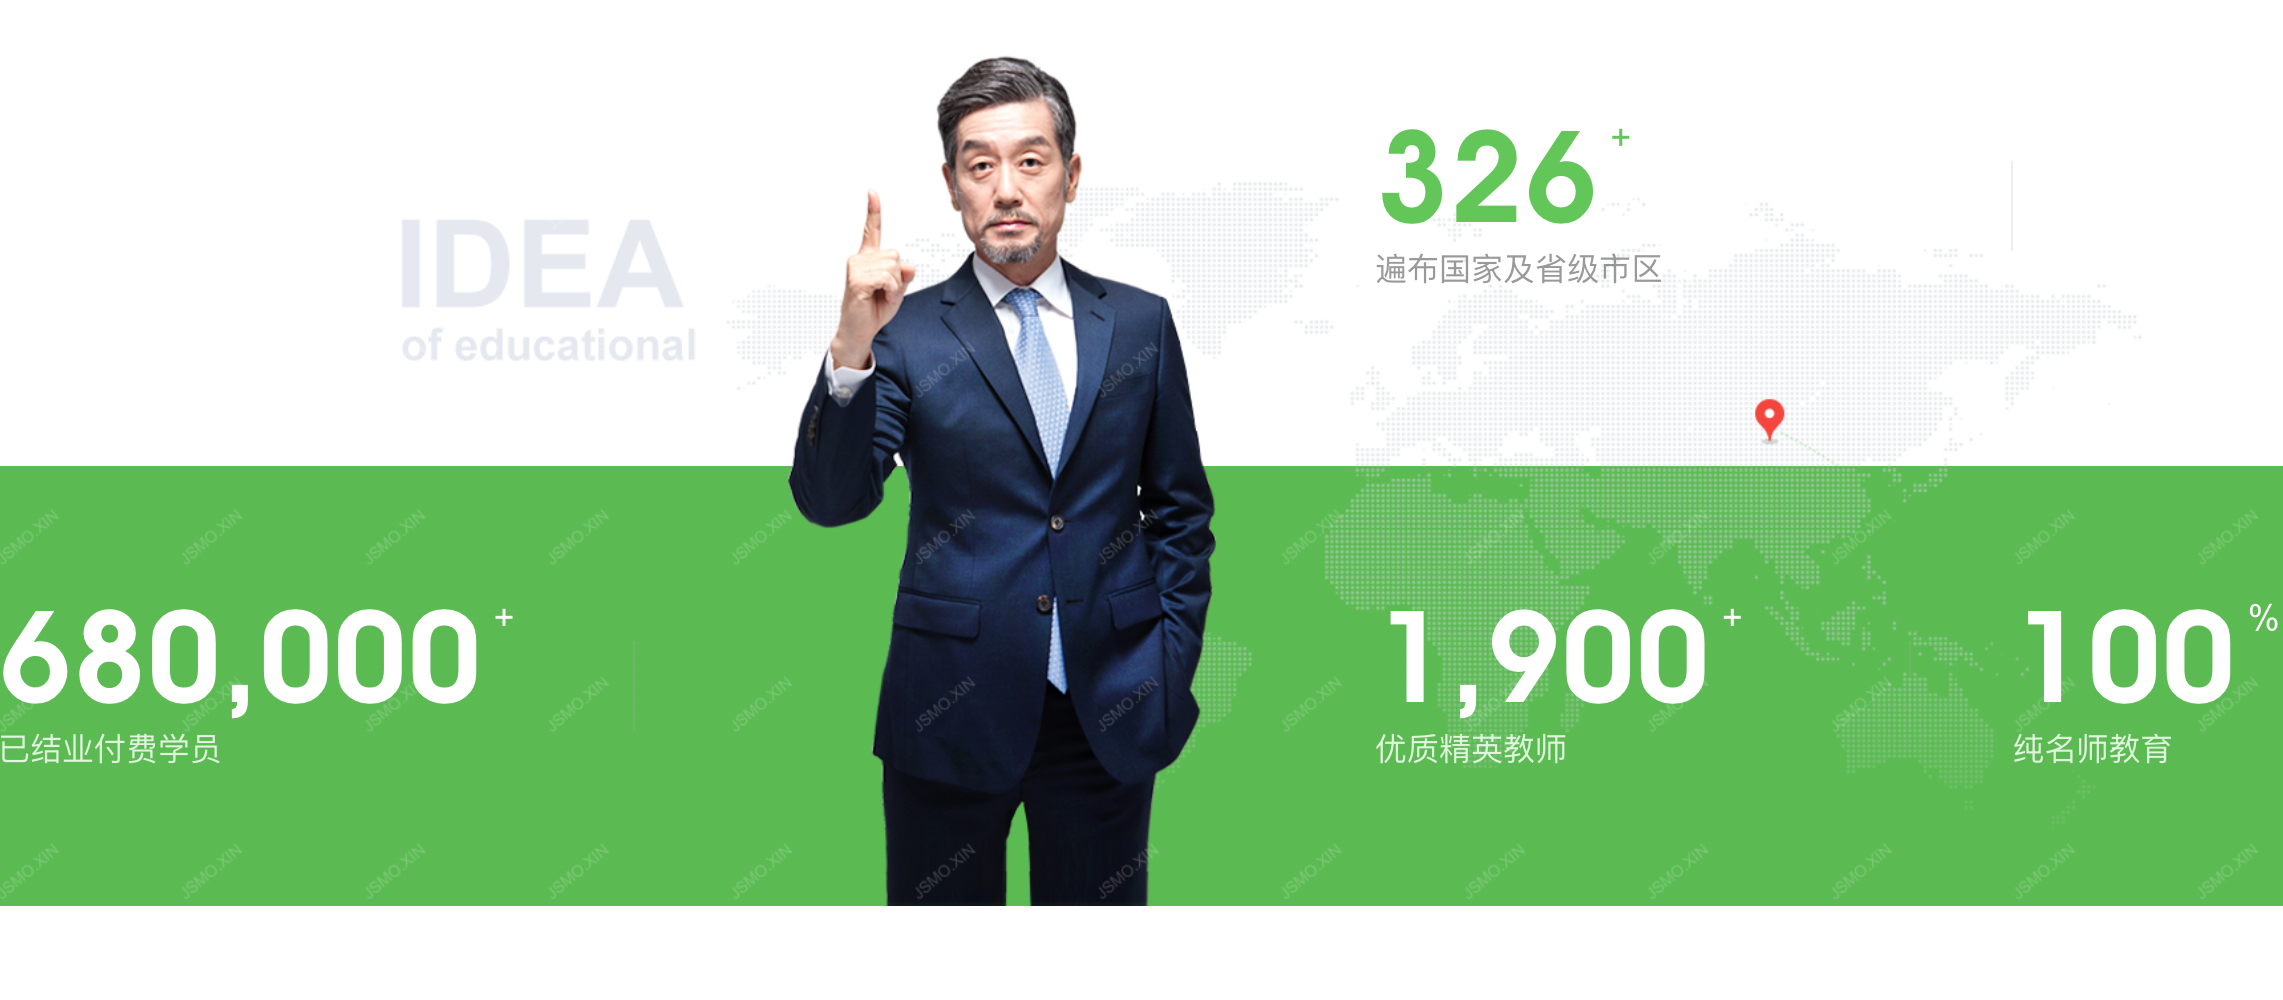 326+
遍布国家及省级市区
IDEA
of educational
680,000+
已结业付费学员
1,900+
优质精英教师
100%
纯名师教育
JSMO.XIN